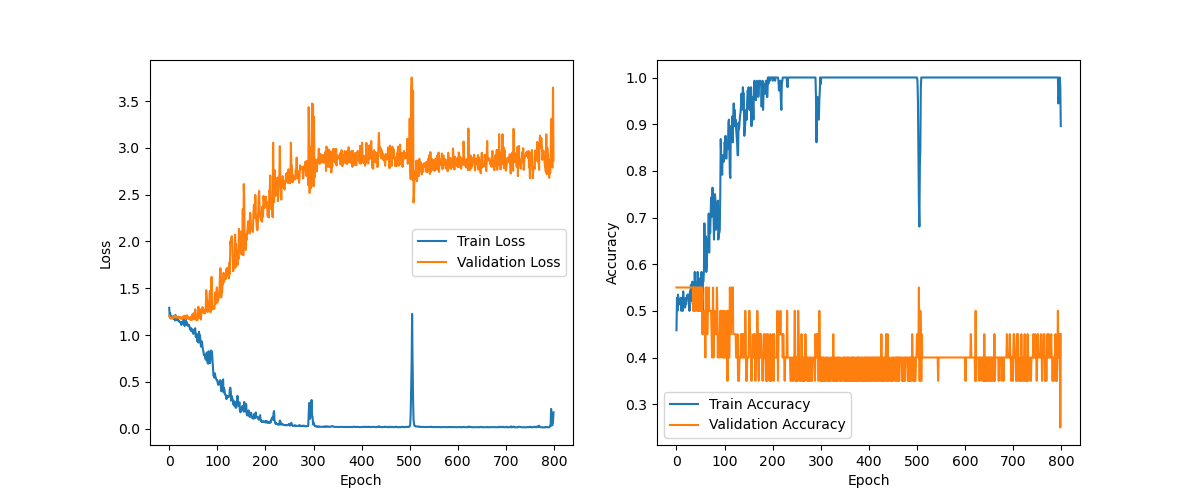 3.5
3.0
2.5
2.0
1.5
1.0
0.5
0.0
Loss
Train Loss
Validation Loss
0 100 200 300 400 500 600 700 800
Epoch
1.0
0.9
0.8
0.7
0.6
0.5
0.4
0.3
Accuracy
Train Accuracy
Validation Accuracy
0 100 200 300 400 500 600 700 800
Epoch